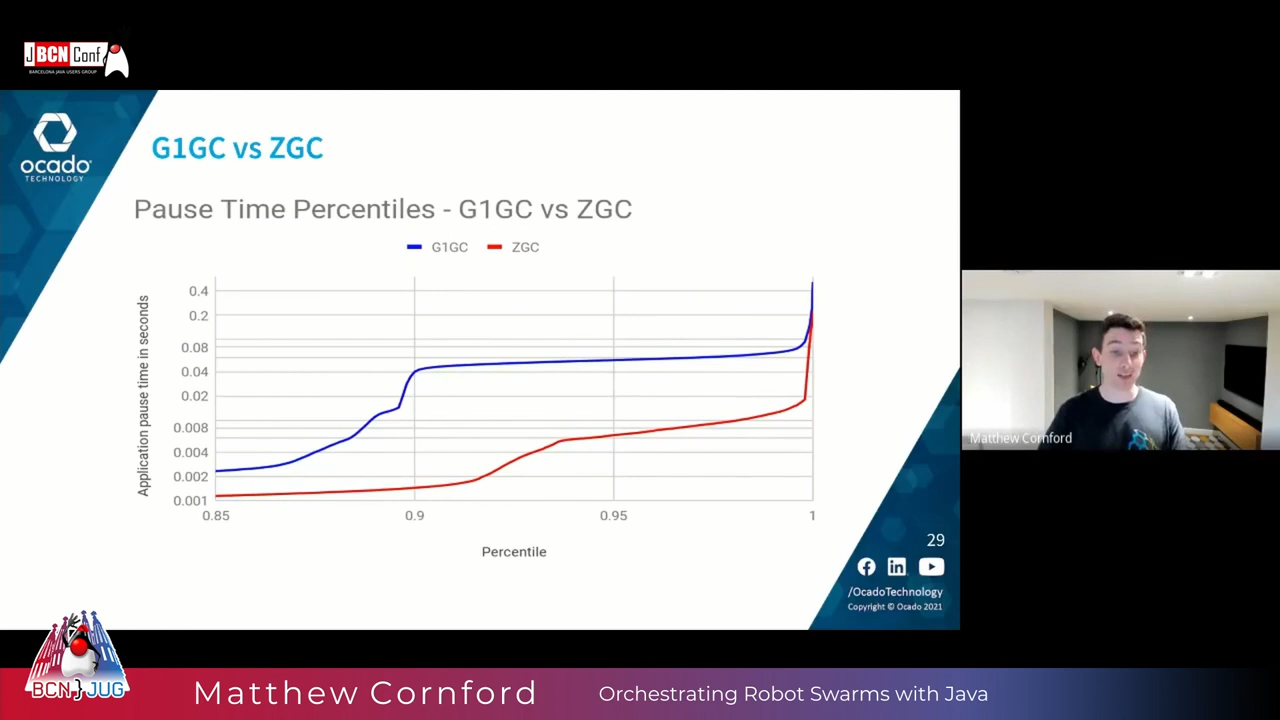 JBCNConf
BARCELONA JAVA USERS GROUP
ocado
TECHNOLOGY
G1GC vs ZGC
Pause Time Percentiles - G1GC vs ZGC
G1GC ZGC
Application pause time in seconds
0.4
0.2
0.08
0.04
0.02
0.008
0.004
0.002
0.001
0.85 0.9 0.95 1
Percentile
29
/OcadoTechnology
Copyright © Ocado 2021
Matthew Cornford
BCN JUG
Matthew Cornford
Orchestrating Robot Swarms with Java